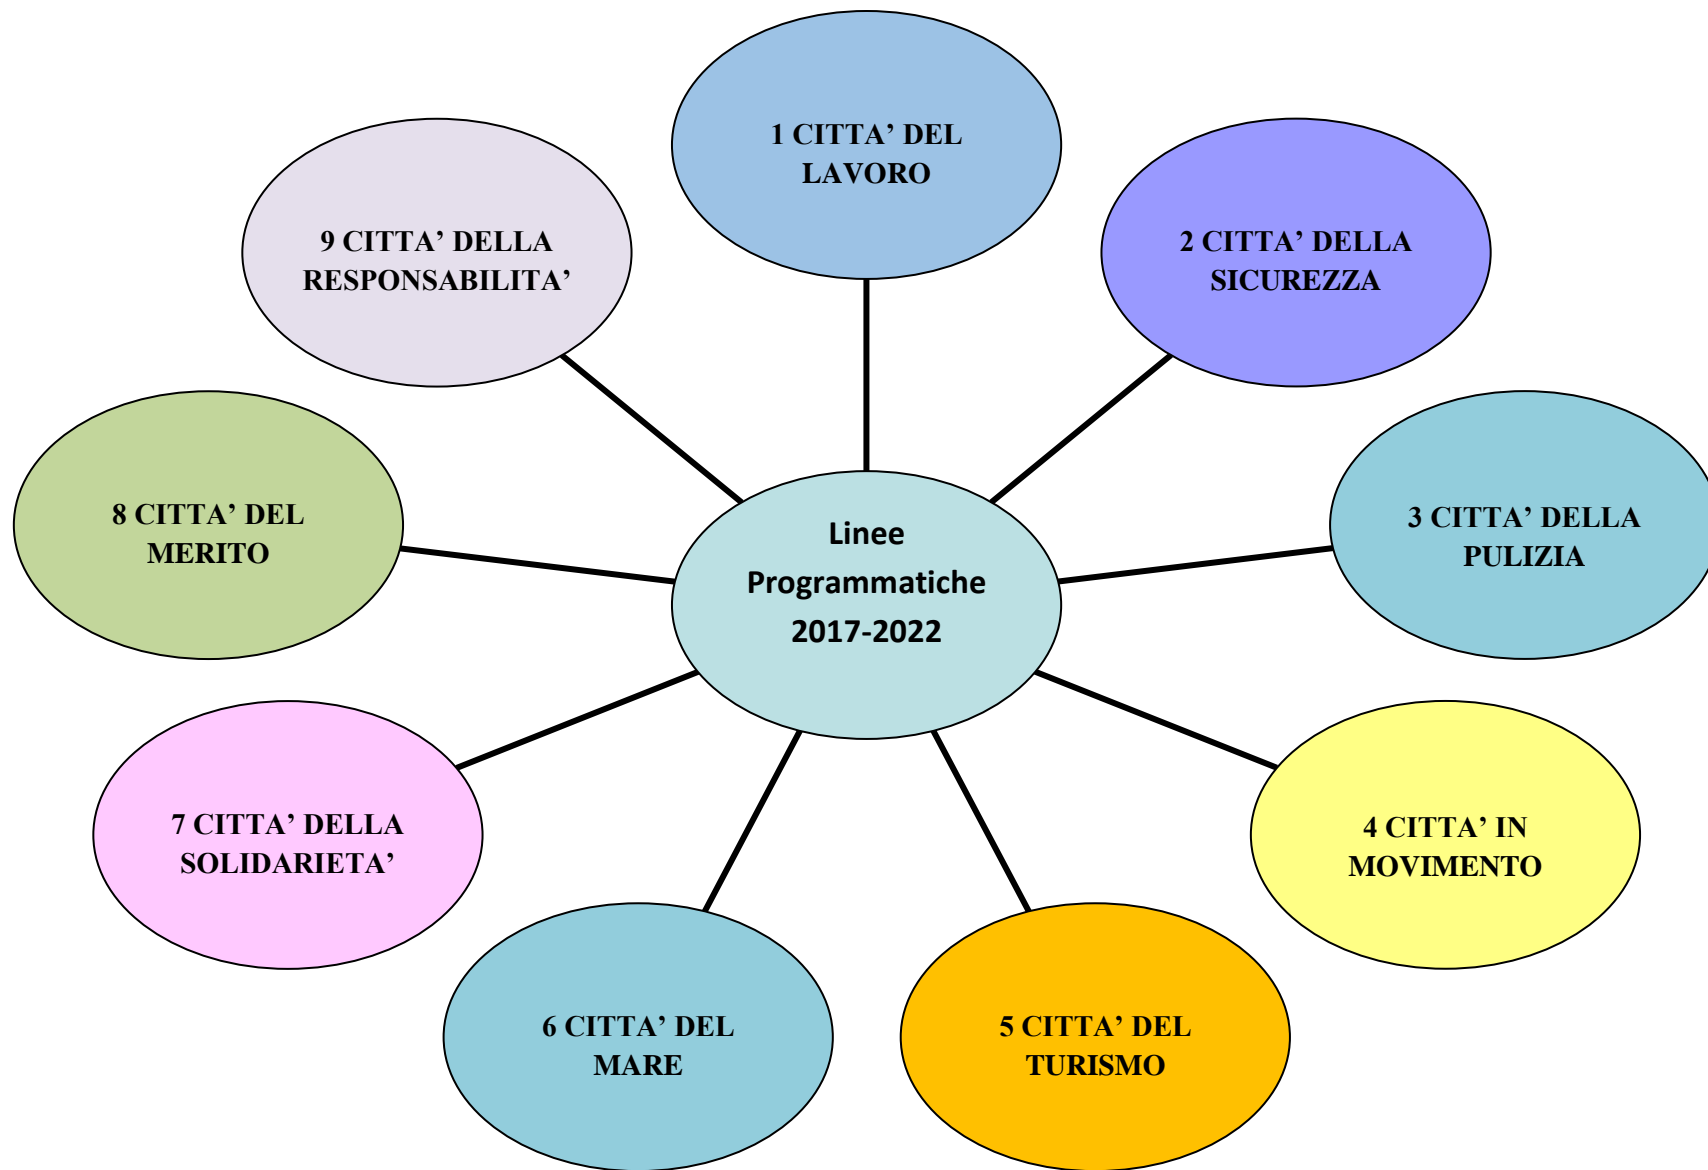 1 CITTA’ DEL
LAVORO
2 CITTA’ DELLA
SICUREZZA
3 CITTA’ DELLA
PULIZIA
4 CITTA’ IN
MOVIMENTO
5 CITTA’ DEL
TURISMO
6 CITTA’ DEL
MARE
7 CITTA’ DELLA
SOLIDARIETA’
8 CITTA’ DEL
MERITO
9 CITTA’ DELLA
RESPONSABILITA’
Linee
Programmatiche
2017-2022